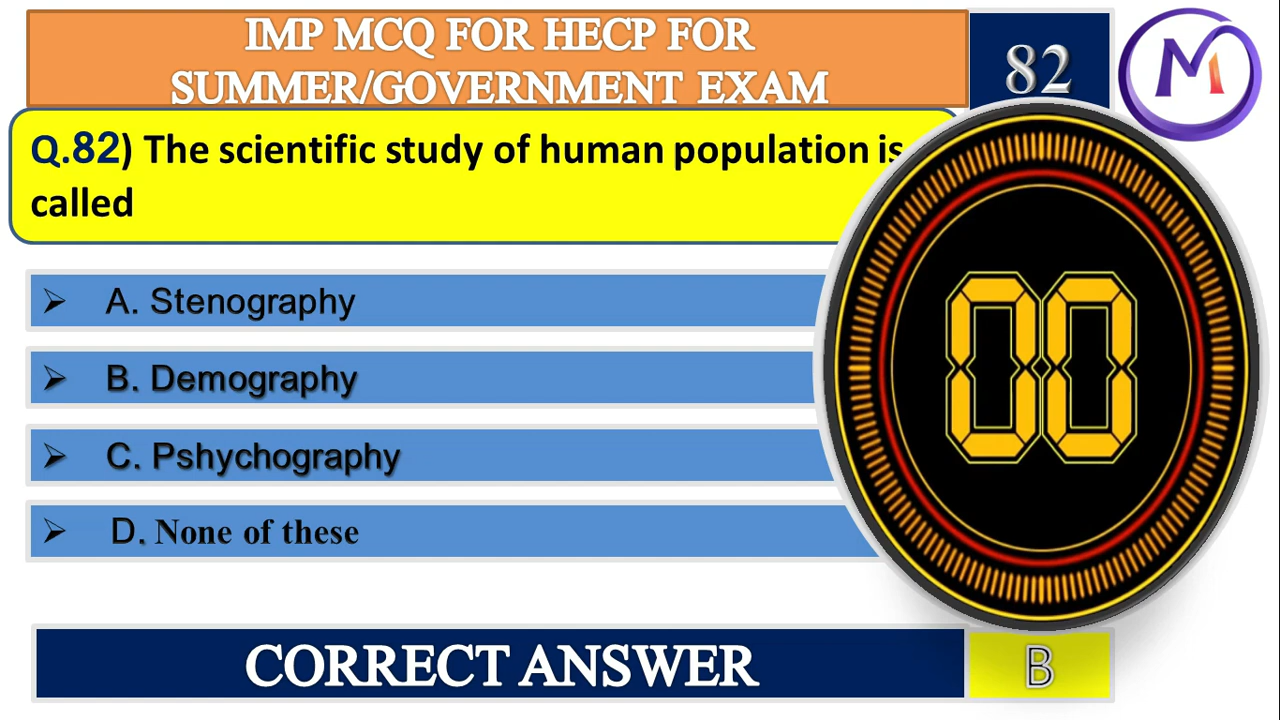 IMP MCQ FOR HECP FOR
SUMMER/GOVERNMENT EXAM
82
M
Q.82) The scientific study of human population is
called
➢ A. Stenography
➢ B. Demography
➢ C. Pshychography
➢ D. None of these
00
CORRECT ANSWER
B